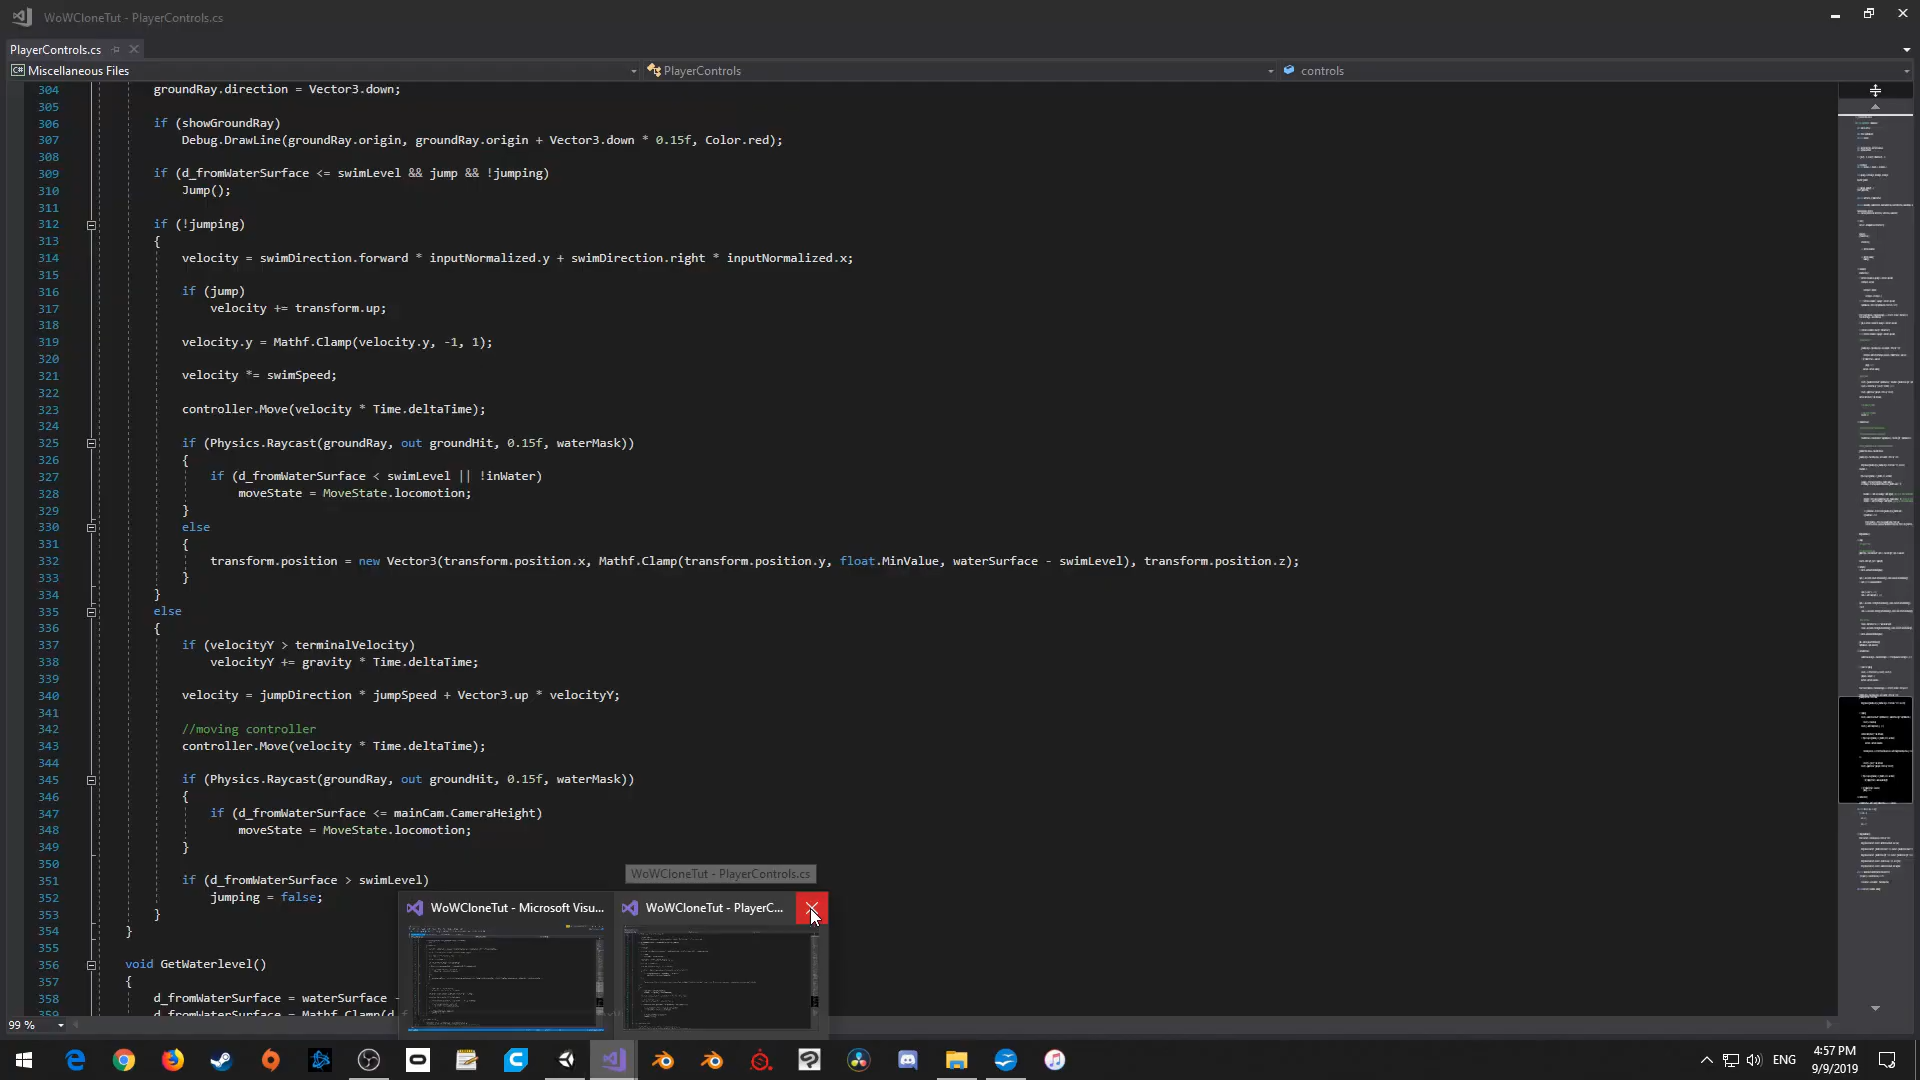 WoWCloneTut - PlayerControls.cs
PlayerControls.cs
C# Miscellaneous Files
PlayerControls
controls
304 groundRay.direction = Vector3.down;
305
306 if (showGroundRay)
307 Debug.DrawLine(groundRay.origin, groundRay.origin + Vector3.down * 0.15f, Color.red);
308
309 if (d_fromWaterSurface <= swimLevel && jump && !jumping)
310 Jump();
311
312 if (!jumping)
313 {
314 velocity = swimDirection.forward * inputNormalized.y + swimDirection.right * inputNormalized.x;
315
316 if (jump)
317 velocity += transform.up;
318
319 velocity.y = Mathf.Clamp(velocity.y, -1, 1);
320
321 velocity *= swimSpeed;
322
323 controller.Move(velocity * Time.deltaTime);
324
325 if (Physics.Raycast(groundRay, out groundHit, 0.15f, waterMask))
326 {
327 if (d_fromWaterSurface < swimLevel || !inWater)
328 moveState = MoveState.locomotion;
329 }
330 else
331 {
332 transform.position = new Vector3(transform.position.x, Mathf.Clamp(transform.position.y, float.MinValue, waterSurface - swimLevel), transform.position.z);
333 }
334 }
335 else
336 {
337 if (velocityY > terminalVelocity)
338 velocityY += gravity * Time.deltaTime;
339
340 velocity = jumpDirection * jumpSpeed + Vector3.up * velocityY;
341
342 //moving controller
343 controller.Move(velocity * Time.deltaTime);
344
345 if (Physics.Raycast(groundRay, out groundHit, 0.15f, waterMask))
346 {
347 if (d_fromWaterSurface <= mainCam.CameraHeight)
348 moveState = MoveState.locomotion;
349 }
350
351 if (d_fromWaterSurface > swimLevel)
352 jumping = false;
353 }
354 }
355
356 void GetWaterlevel()
357 {
358 d_fromWaterSurface = waterSurface -
359 d_fromWaterSurface = Mathf.Clamp(d_f
WoWCloneTut - PlayerControls.cs
WoWCloneTut - Microsoft Visu...
WoWCloneTut - PlayerC...
99 %
ENG
4:57 PM
9/9/2019